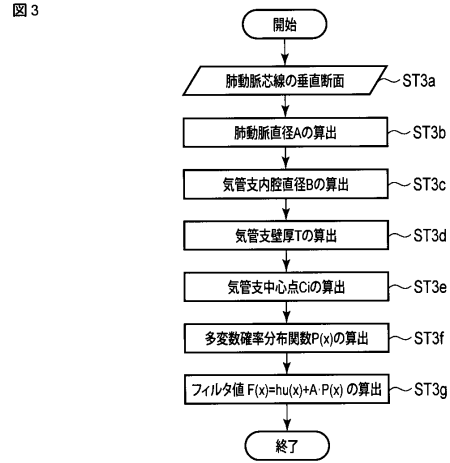 図3
開始
肺動脈芯線の垂直断面 ST3a
肺動脈直径Aの算出 ST3b
気管支内腔直径Bの算出 ST3c
気管支壁厚Tの算出 ST3d
気管支中心点Ciの算出 ST3e
多変数確率分布関数P(x)の算出 ST3f
フィルタ値 F(x)=hu(x)+A·P(x) の算出 ST3g
終了